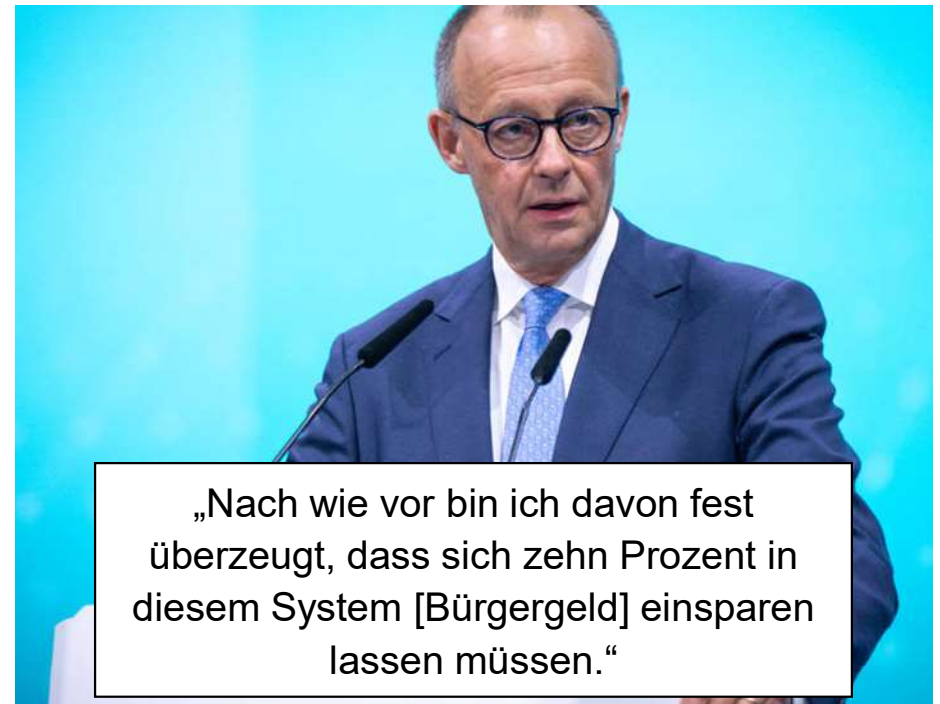 „Nach wie vor bin ich davon fest
überzeugt, dass sich zehn Prozent in
diesem System [Bürgergeld] einsparen
lassen müssen.“